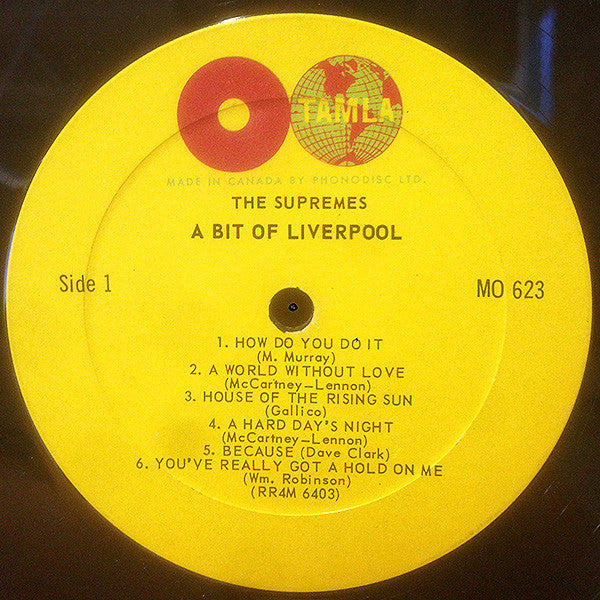 TAMLA
MADE IN CANADA BY PHONODISC LTD.
THE SUPREMES
A BIT OF LIVERPOOL
Side 1
MO 623
1. HOW DO YOU DO IT
(M. Murray)
2. A WORLD WITHOUT LOVE
(McCartney-Lennon)
3. HOUSE OF THE RISING SUN
(Gallico)
4. A HARD DAY'S NIGHT
(McCartney-Lennon)
5. BECAUSE (Dave Clark)
6. YOU'VE REALLY GOT A HOLD ON ME
(Wm. Robinson)
(RR4M 6403)